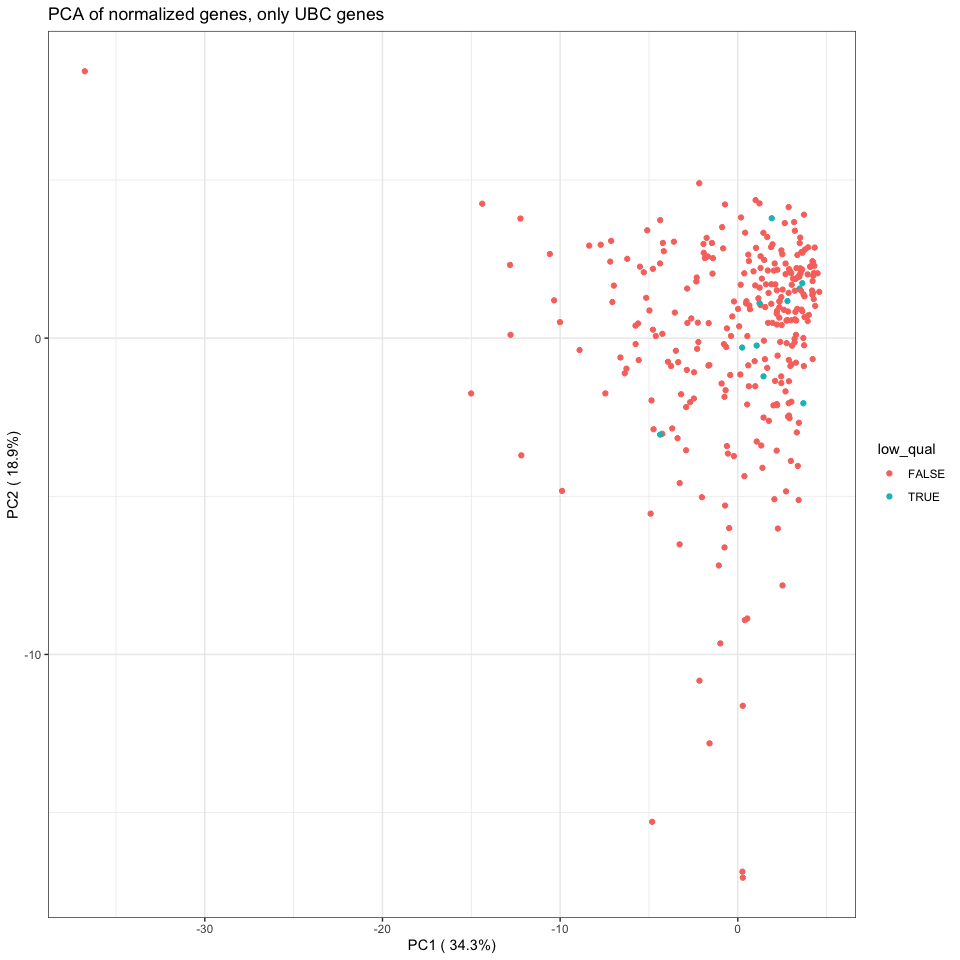 PCA of normalized genes, only UBC genes
0
-10
PC2 ( 18.9%)
-30
-20
-10
0
PC1 ( 34.3%)
low_qual
FALSE
TRUE